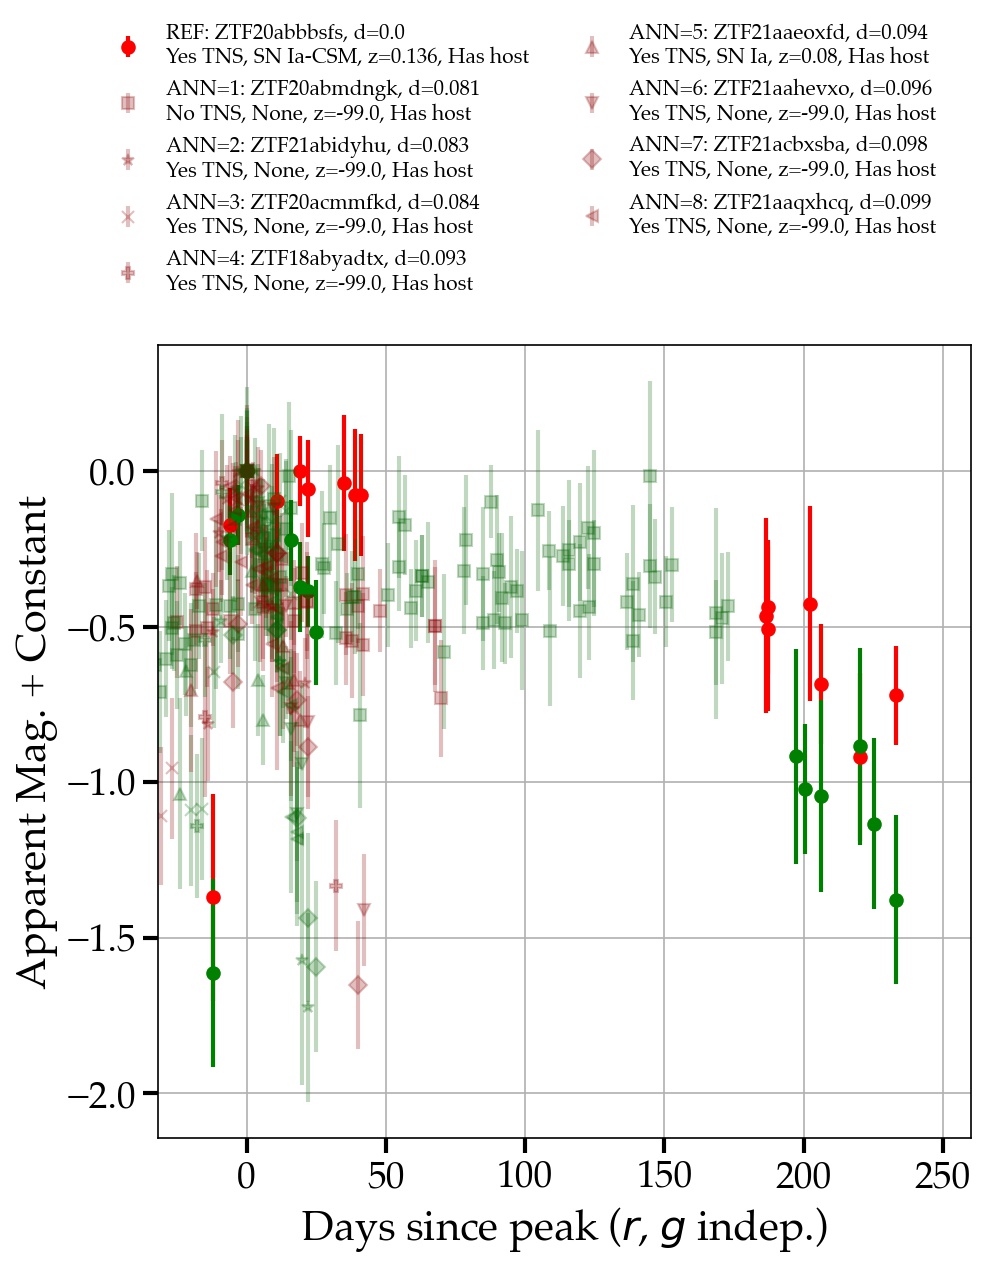 REF: ZTF20abbbsfs, d=0.0
Yes TNS, SN Ia-CSM, z=0.136, Has host
ANN=1: ZTF20abmdngk, d=0.081
No TNS, None, z=-99.0, Has host
ANN=2: ZTF21abidyhu, d=0.083
Yes TNS, None, z=-99.0, Has host
ANN=3: ZTF20acmmfkd, d=0.084
Yes TNS, None, z=-99.0, Has host
ANN=4: ZTF18abyadtx, d=0.093
Yes TNS, None, z=-99.0, Has host
ANN=5: ZTF21aaeoxfd, d=0.094
Yes TNS, SN Ia, z=0.08, Has host
ANN=6: ZTF21aahevxo, d=0.096
Yes TNS, None, z=-99.0, Has host
ANN=7: ZTF21acbxsba, d=0.098
Yes TNS, None, z=-99.0, Has host
ANN=8: ZTF21aaqxhcq, d=0.099
Yes TNS, None, z=-99.0, Has host
Apparent Mag. + Constant
0.0
−0.5
−1.0
−1.5
−2.0
0 50 100 150 200 250
Days since peak (r, g indep.)